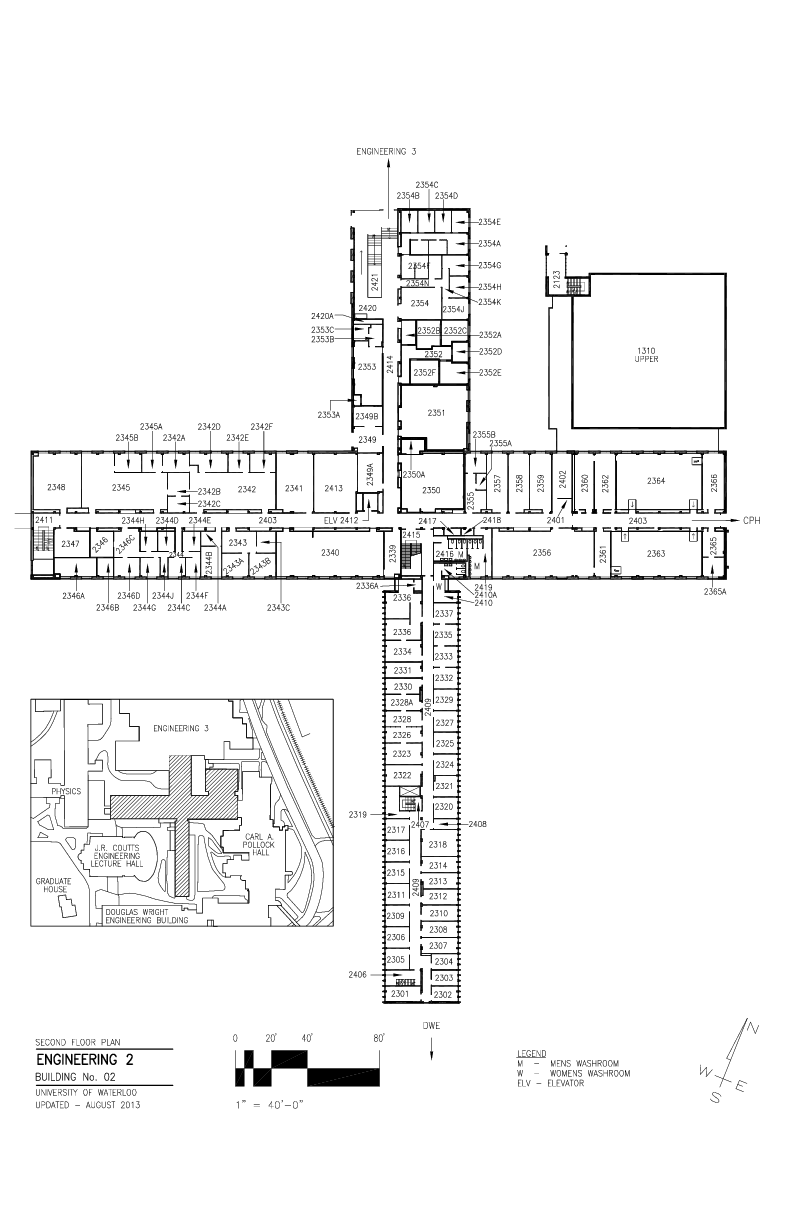 ENGINEERING 3
2354C
2354B
2354D
2354E
2354A
2354F
2354G
2354N
2354H
2354K
2354
2354J
2421
2420
2420A
2353C
2353B
2352B
2352C
2352A
2352
2352D
2352F
2352E
2353
2414
2353A
2349B
2351
2349
2123
1310
UPPER
2345A
2345B
2342A
2342D
2342E
2342F
2355B
2355A
2348
2345
2342
2342B
2342C
2341
2413
2349A
2350A
2350
2355
2357
2358
2359
2402
2360
2362
2364
2366
2411
2344H
2344D
2344E
2403
ELV 2412
2417
2418
2401
2403
CPH
2347
2346
2346C
2344B
2343
2343A
2343B
2340
2339
2415
2416
M
M
W
2356
2361
2363
2365
2346A
2346B
2346D
2344G
2344J
2344C
2344F
2344A
2343C
2336A
2419
2410A
2410
2365A
2336
2337
2336
2335
2334
2333
2331
2332
2330
2329
2328A
2409
2328
2327
2326
2325
2323
2324
2322
2321
2319
2320
2407
2408
2317
2318
2316
2314
2315
2313
2409
2311
2312
2309
2310
2308
2306
2307
2305
2304
2406
2303
2301
2302
DWE
ENGINEERING 3
PHYSICS
J.R. COUTTS
ENGINEERING
LECTURE HALL
CARL A.
POLLOCK
HALL
GRADUATE
HOUSE
DOUGLAS WRIGHT
ENGINEERING BUILDING
SECOND FLOOR PLAN
ENGINEERING 2
BUILDING No. 02
UNIVERSITY OF WATERLOO
UPDATED – AUGUST 2013
0 20' 40' 80'
1" = 40'-0"
LEGEND
M – MENS WASHROOM
W – WOMENS WASHROOM
ELV – ELEVATOR
N
W
E
S